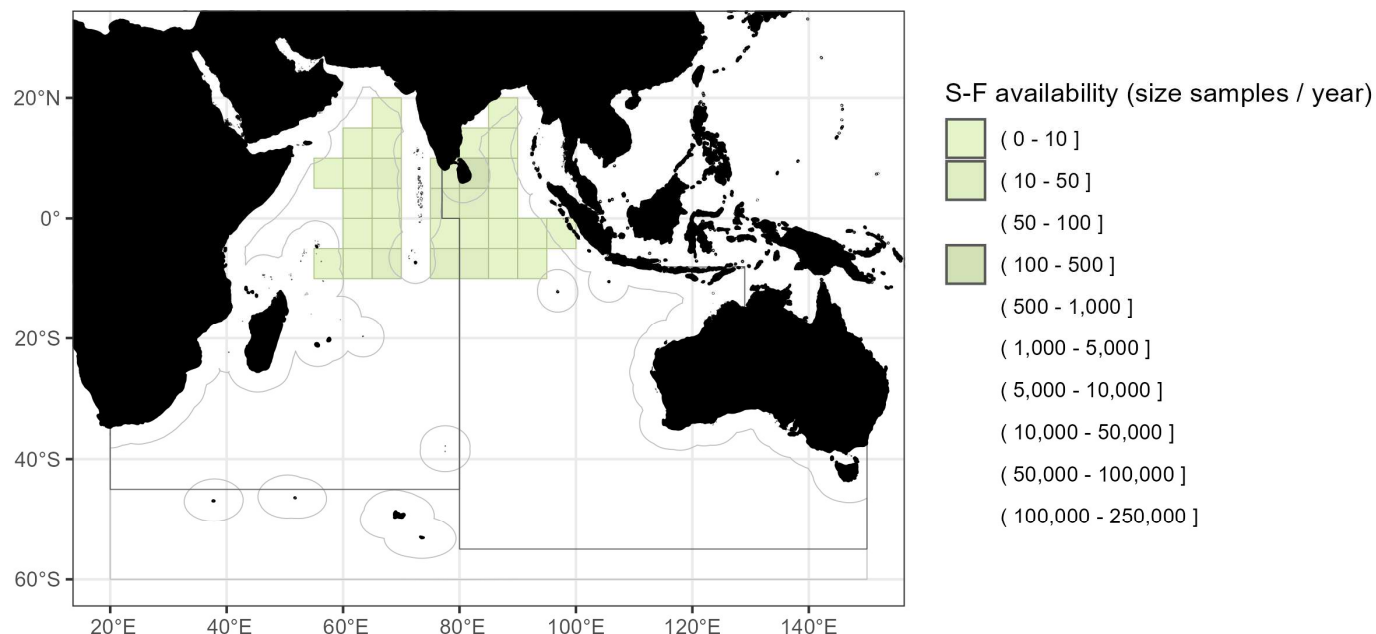 S-F availability (size samples / year)
( 0 - 10 ]
( 10 - 50 ]
( 50 - 100 ]
( 100 - 500 ]
( 500 - 1,000 ]
( 1,000 - 5,000 ]
( 5,000 - 10,000 ]
( 10,000 - 50,000 ]
( 50,000 - 100,000 ]
( 100,000 - 250,000 ]
20°N
0°
20°S
40°S
60°S
20°E 40°E 60°E 80°E 100°E 120°E 140°E